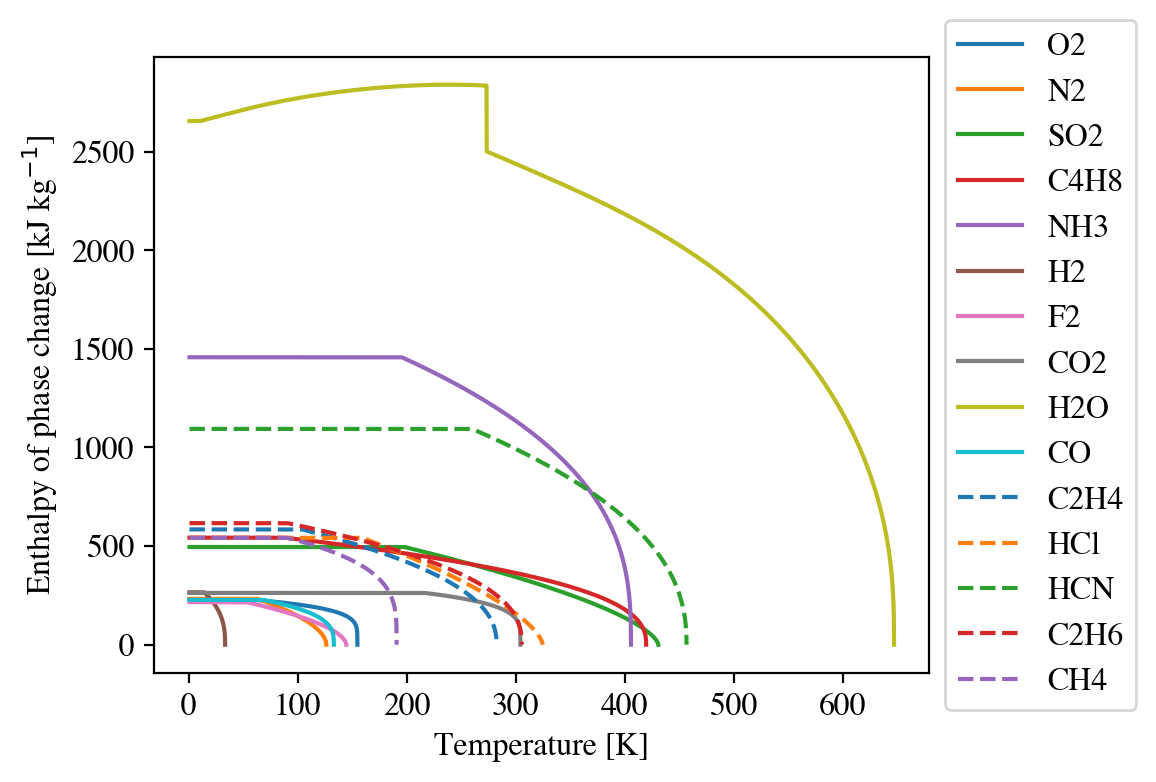 Enthalpy of phase change [kJ kg⁻¹]
2500
2000
1500
1000
500
0
0 100 200 300 400 500 600
Temperature [K]
O2
N2
SO2
C4H8
NH3
H2
F2
CO2
H2O
CO
C2H4
HCl
HCN
C2H6
CH4